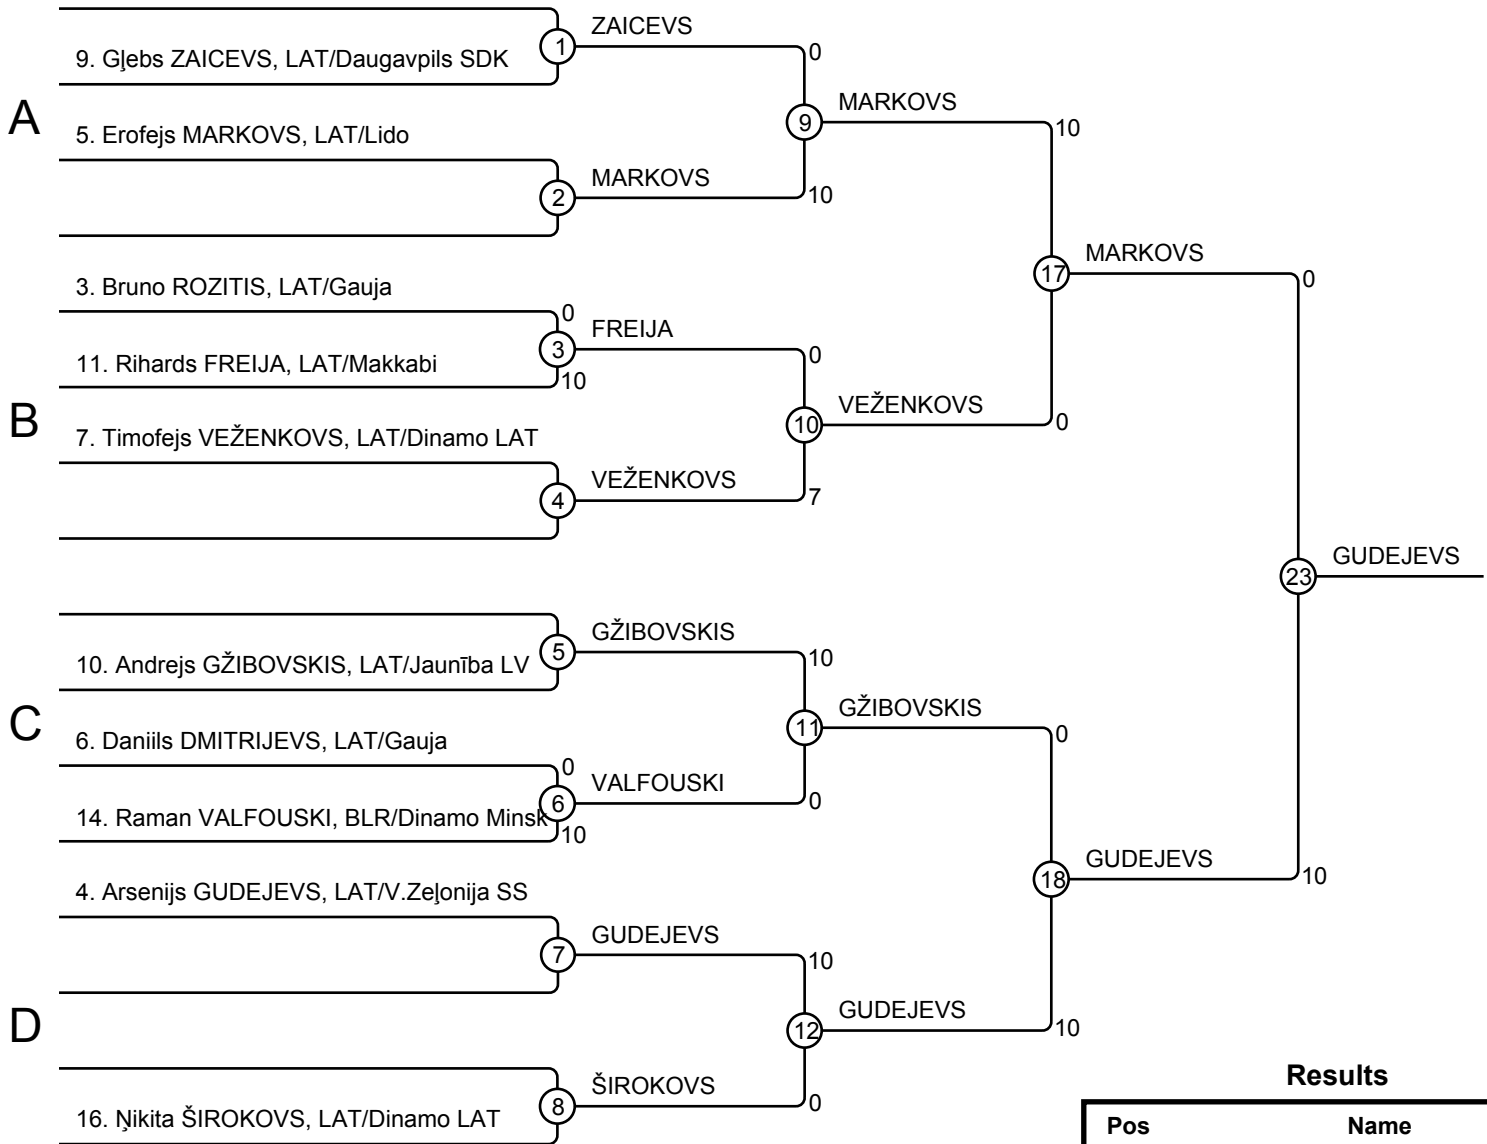 ZAICEVS
0
1
9. Gļebs ZAICEVS, LAT/Daugavpils SDK
MARKOVS
10
A
9
5. Erofejs MARKOVS, LAT/Lido
MARKOVS
10
2
MARKOVS
0
17
3. Bruno ROZITIS, LAT/Gauja
0
FREIJA
0
3
11. Rihards FREIJA, LAT/Makkabi
10
VEŽENKOVS
0
B
10
7. Timofejs VEŽENKOVS, LAT/Dinamo LAT
VEŽENKOVS
7
4
GUDEJEVS
23
GŽIBOVSKIS
10
5
10. Andrejs GŽIBOVSKIS, LAT/Jaunība LV
GŽIBOVSKIS
0
C
11
6. Daniils DMITRIJEVS, LAT/Gauja
0
VALFOUSKI
0
6
14. Raman VALFOUSKI, BLR/Dinamo Minsk
10
GUDEJEVS
10
18
4. Arsenijs GUDEJEVS, LAT/V.Zeļonija SS
GUDEJEVS
10
7
GUDEJEVS
10
D
12
ŠIROKOVS
0
8
16. Ņikita ŠIROKOVS, LAT/Dinamo LAT
Results
Pos Name